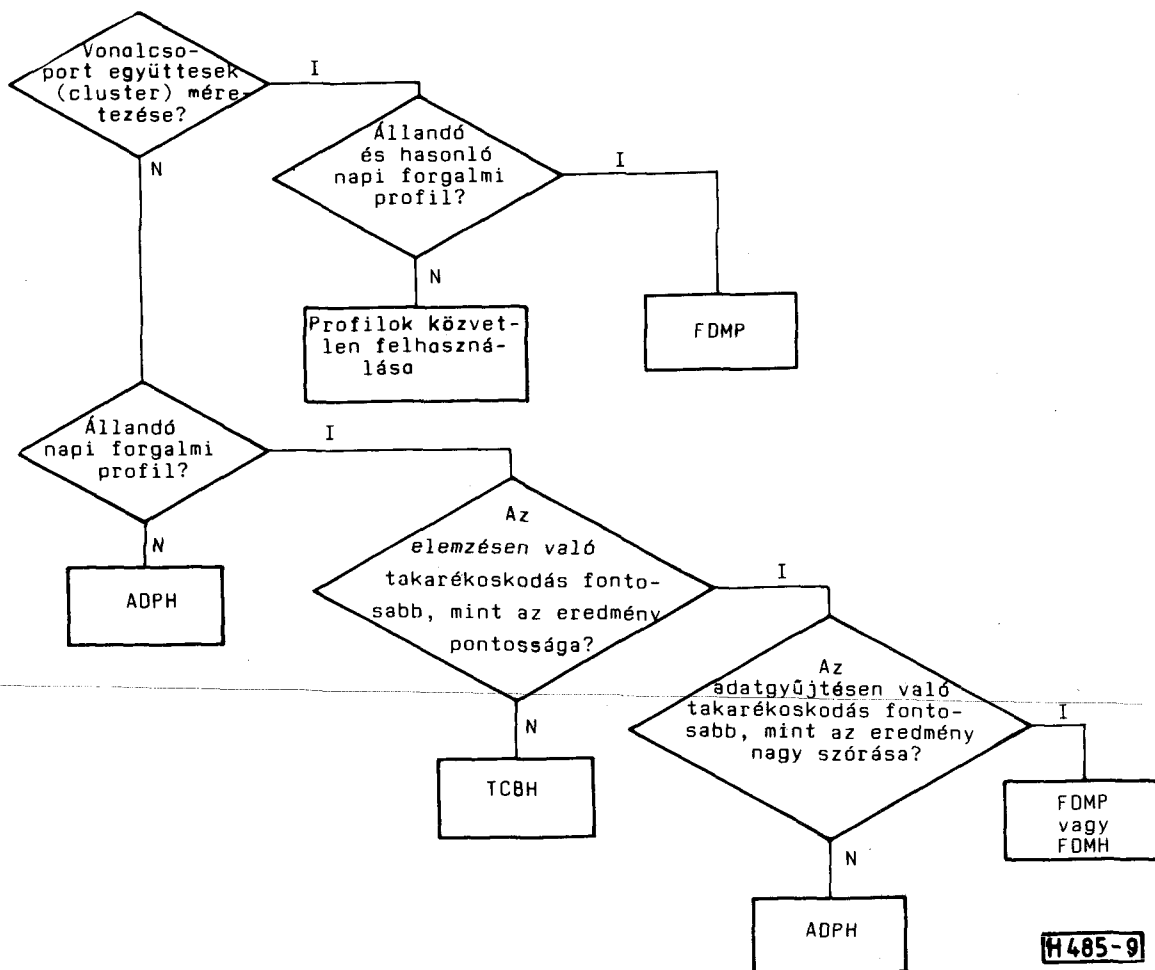 Vonalcso-
port együttesek
(cluster) mére-
tezése?
I
N
Állandó
és hasonló
napi forgalmi
profil?
I
N
Profilok közvet-
len felhaszná-
lása
FDMP
Állandó
napi forgalmi
profil?
I
N
ADPH
Az
elemzésen való
takarékoskodás fonto-
sabb, mint az eredmény
pontossága?
I
N
TCBH
Az
adatgyűjtésen való
takarékoskodás fonto-
sabb, mint az eredmény
nagy szórása?
I
N
FDMP
vagy
FDMH
ADPH
H485-9